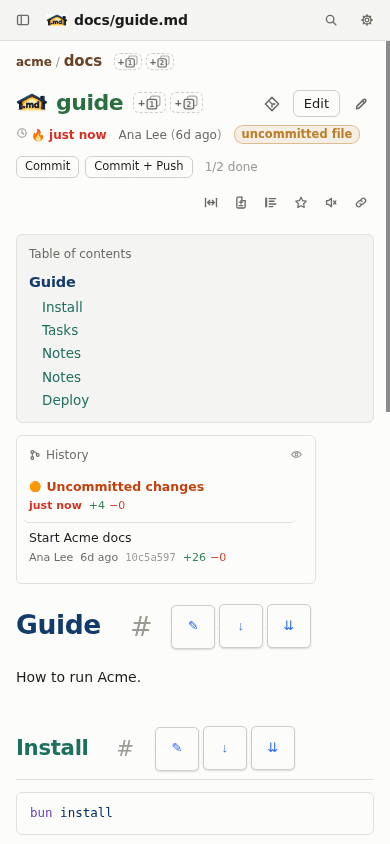 docs/guide.md
acme / docs +1 +2
.md guide +1 +2 Edit
just now Ana Lee (6d ago) uncommitted file
Commit Commit + Push 1/2 done
Table of contents
Guide
Install
Tasks
Notes
Notes
Deploy
History
Uncommitted changes
just now +4 −0
Start Acme docs
Ana Lee 6d ago 10c5a597 +26 −0
Guide # ✎ ↓ ⇊
How to run Acme.
Install # ✎ ↓ ⇊
bun install